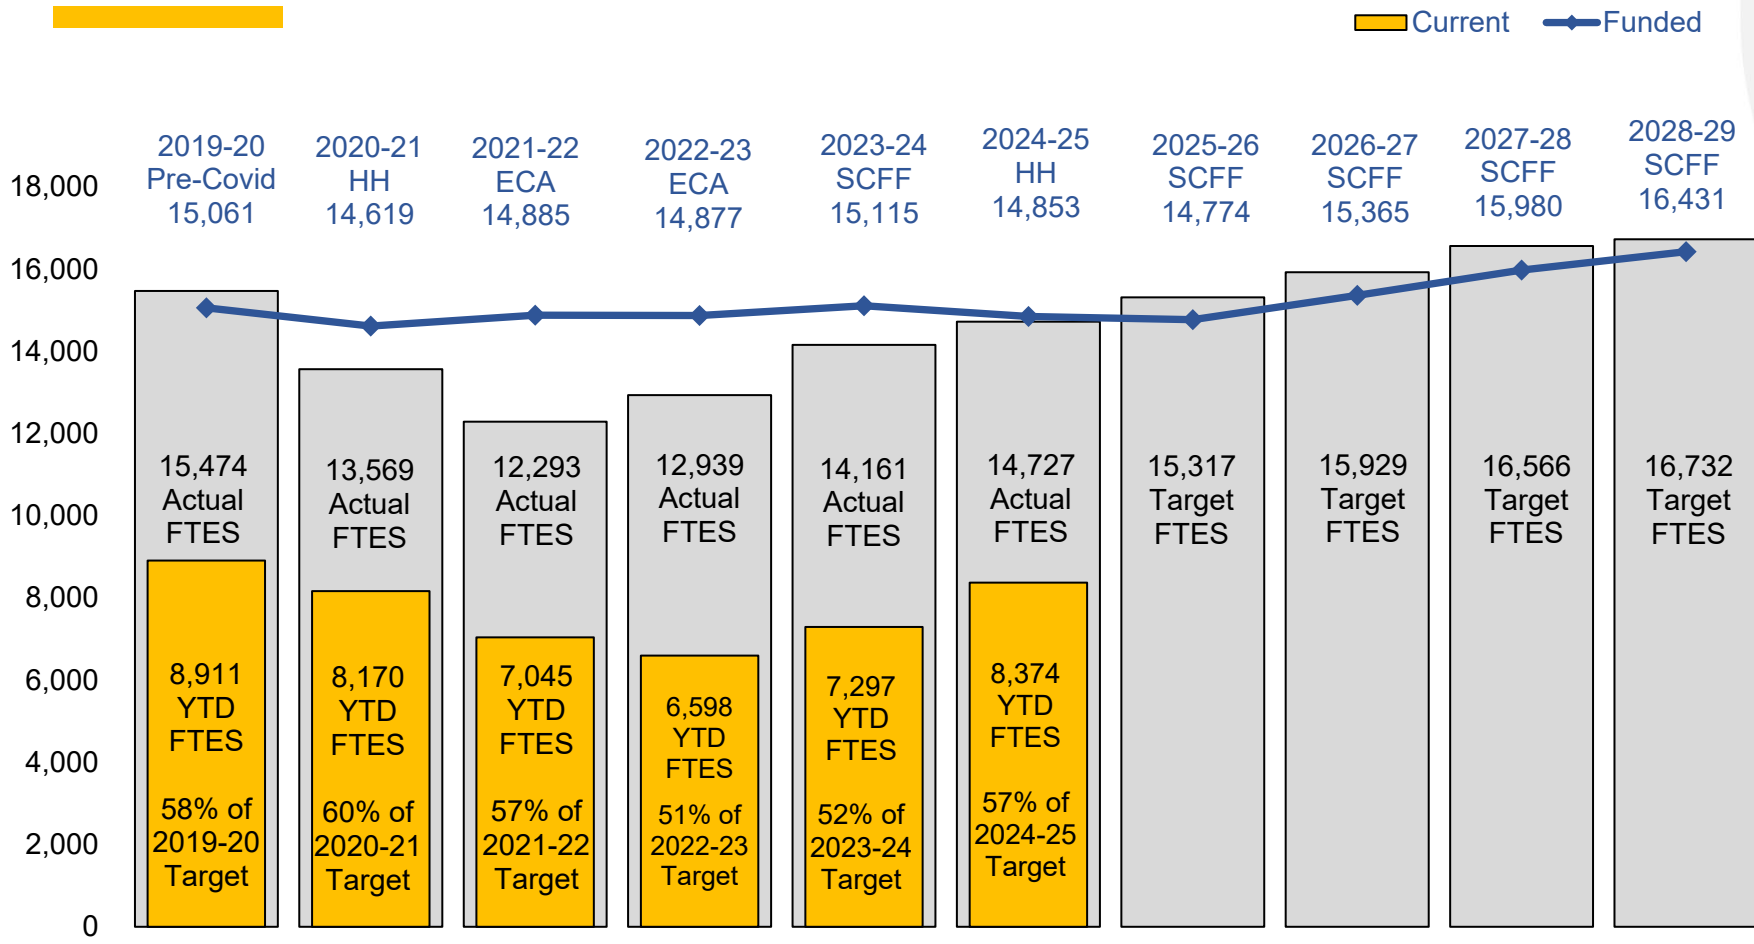 Current
Funded
2019-20
Pre-Covid
15,061
2020-21
HH
14,619
2021-22
ECA
14,885
2022-23
ECA
14,877
2023-24
SCFF
15,115
2024-25
HH
14,853
2025-26
SCFF
14,774
2026-27
SCFF
15,365
2027-28
SCFF
15,980
2028-29
SCFF
16,431
18,000
16,000
14,000
12,000
10,000
8,000
6,000
4,000
2,000
0
15,474
Actual
FTES
13,569
Actual
FTES
12,293
Actual
FTES
12,939
Actual
FTES
14,161
Actual
FTES
14,727
Actual
FTES
15,317
Target
FTES
15,929
Target
FTES
16,566
Target
FTES
16,732
Target
FTES
8,911
YTD
FTES
58% of
2019-20
Target
8,170
YTD
FTES
60% of
2020-21
Target
7,045
YTD
FTES
57% of
2021-22
Target
6,598
YTD
FTES
51% of
2022-23
Target
7,297
YTD
FTES
52% of
2023-24
Target
8,374
YTD
FTES
57% of
2024-25
Target